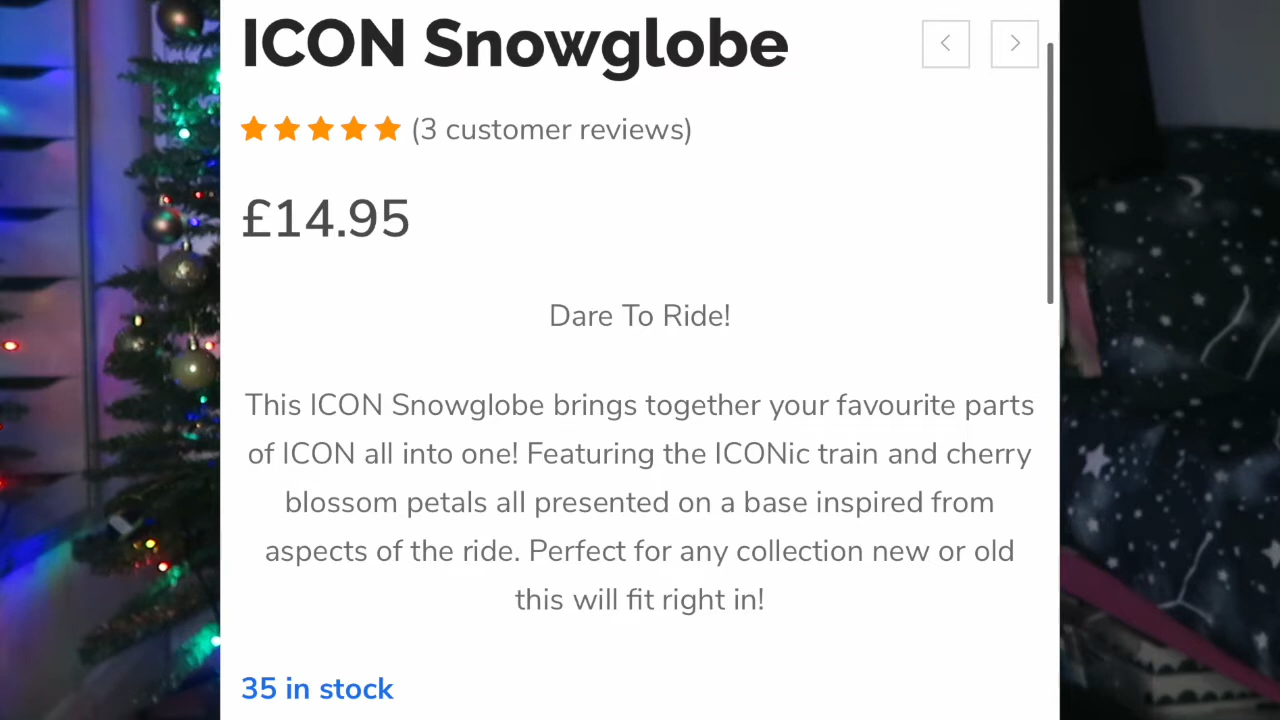 ICON Snowglobe
(3 customer reviews)
£14.95
Dare To Ride!
This ICON Snowglobe brings together your favourite parts
of ICON all into one! Featuring the ICONic train and cherry
blossom petals all presented on a base inspired from
aspects of the ride. Perfect for any collection new or old
this will fit right in!
35 in stock